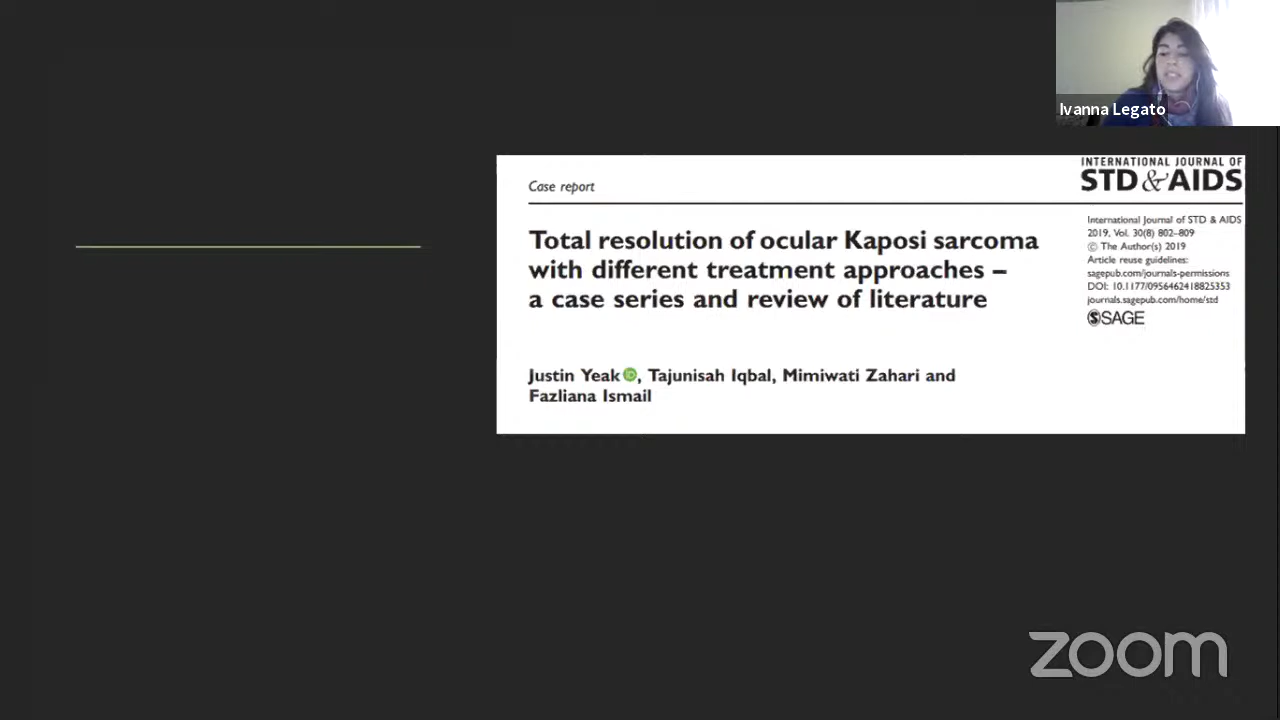 Ivanna Legato
Case report
INTERNATIONAL JOURNAL OF
STD & AIDS
Total resolution of ocular Kaposi sarcoma
with different treatment approaches –
a case series and review of literature
International Journal of STD & AIDS
2019, Vol. 30(8) 802–809
© The Author(s) 2019
Article reuse guidelines:
sagepub.com/journals-permissions
DOI: 10.1177/0956462418825353
journals.sagepub.com/home/std
SAGE
Justin Yeak iD, Tajunisah Iqbal, Mimiwati Zahari and
Fazliana Ismail
zoom